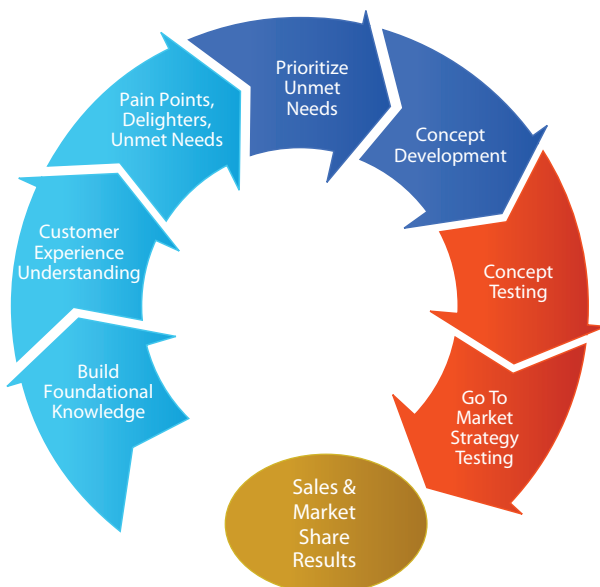 Build
Foundational
Knowledge
Customer
Experience
Understanding
Pain Points,
Delighters,
Unmet Needs
Prioritize
Unmet
Needs
Concept
Development
Concept
Testing
Go To
Market
Strategy
Testing
Sales &
Market
Share
Results